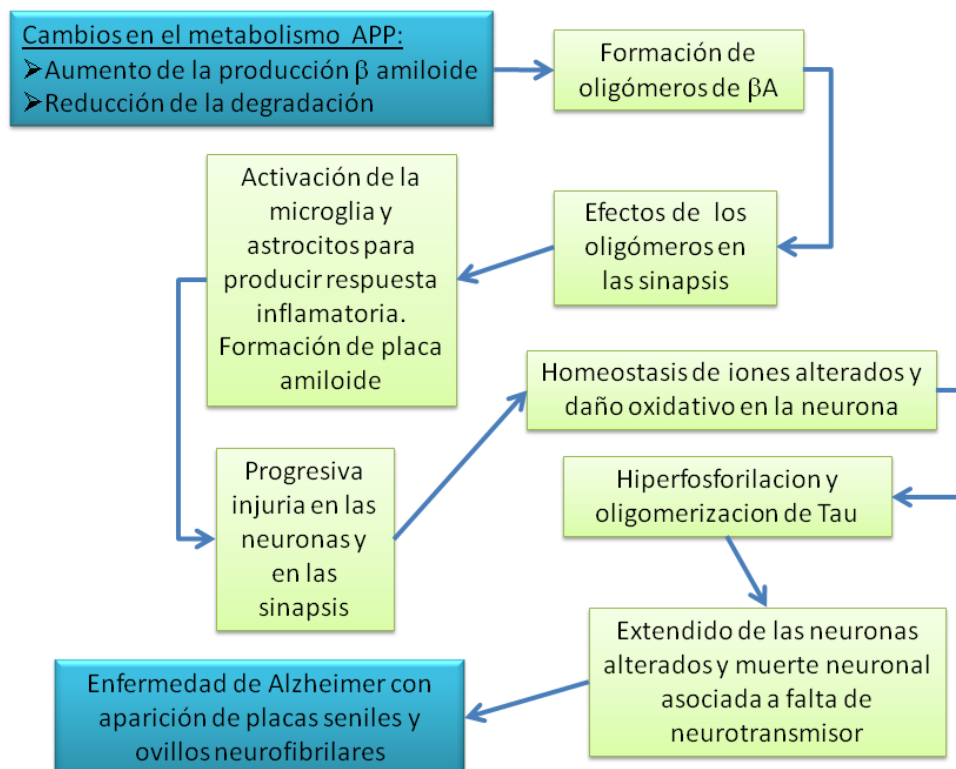 Cambios en el metabolismo APP:
➢Aumento de la producción β amiloide
➢Reducción de la degradación
Formación de
oligómeros de βA
Efectos de los
oligómeros en
las sinapsis
Activación de la
microglia y
astrocitos para
producir respuesta
inflamatoria.
Formación de placa
amiloide
Progresiva
injuria en las
neuronas y
en las
sinapsis
Homeostasis de iones alterados y
daño oxidativo en la neurona
Hiperfosforilacion y
oligomerizacion de Tau
Extendido de las neuronas
alterados y muerte neuronal
asociada a falta de
neurotransmisor
Enfermedad de Alzheimer con
aparición de placas seniles y
ovillos neurofibrilares